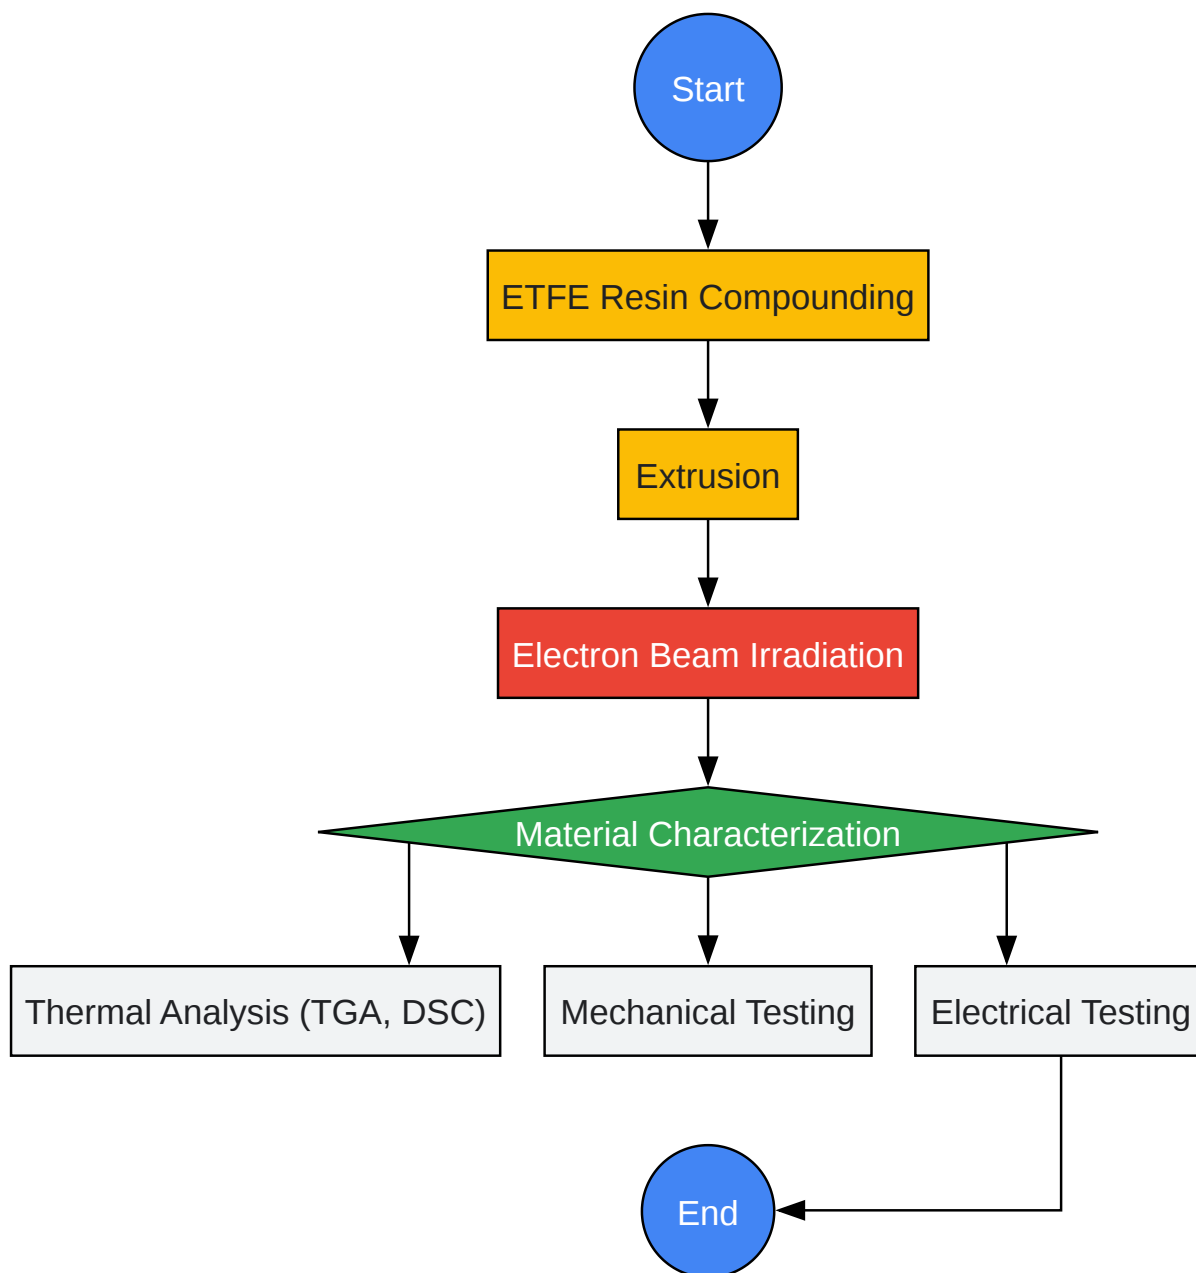 Start
ETFE Resin Compounding
Extrusion
Electron Beam Irradiation
Material Characterization
Thermal Analysis (TGA, DSC)
Mechanical Testing
Electrical Testing
End